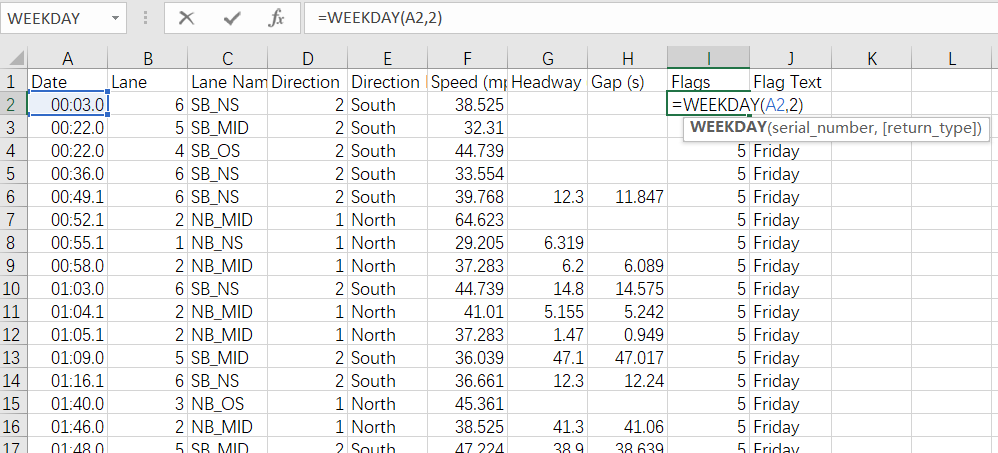 WEEKDAY =WEEKDAY(A2,2)
A B C D E F G H I J K L
1 Date Lane Lane Nam Direction Direction Speed (mp Headway Gap (s) Flags Flag Text
2 00:03.0 6 SB_NS 2 South 38.525 =WEEKDAY(A2,2)
WEEKDAY(serial_number, [return_type])
3 00:22.0 5 SB_MID 2 South 32.31
4 00:22.0 4 SB_OS 2 South 44.739 5 Friday
5 00:36.0 6 SB_NS 2 South 33.554 5 Friday
6 00:49.1 6 SB_NS 2 South 39.768 12.3 11.847 5 Friday
7 00:52.1 2 NB_MID 1 North 64.623 5 Friday
8 00:55.1 1 NB_NS 1 North 29.205 6.319 5 Friday
9 00:58.0 2 NB_MID 1 North 37.283 6.2 6.089 5 Friday
10 01:03.0 6 SB_NS 2 South 44.739 14.8 14.575 5 Friday
11 01:04.1 2 NB_MID 1 North 41.01 5.155 5.242 5 Friday
12 01:05.1 2 NB_MID 1 North 37.283 1.47 0.949 5 Friday
13 01:09.0 5 SB_MID 2 South 36.039 47.1 47.017 5 Friday
14 01:16.1 6 SB_NS 2 South 36.661 12.3 12.24 5 Friday
15 01:40.0 3 NB_OS 1 North 45.361 5 Friday
16 01:46.0 2 NB_MID 1 North 38.525 41.3 41.06 5 Friday
17 01:48.0 5 SB_MID 2 South 47.224 38.9 38.639 5 Friday